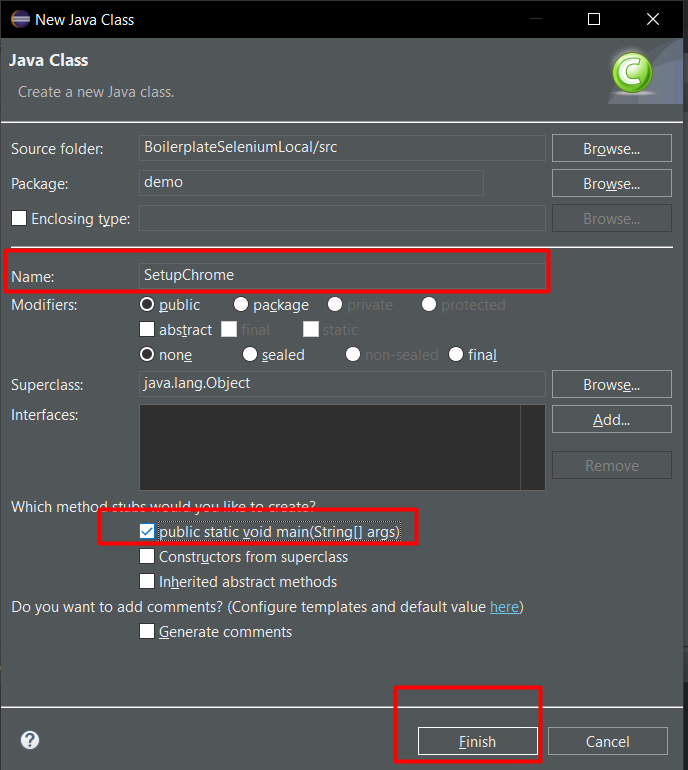 New Java Class
Java Class
Create a new Java class.
C
Source folder: BoilerplateSeleniumLocal/src Browse...
Package: demo Browse...
Enclosing type: Browse...
Name: SetupChrome
Modifiers: public package private protected
abstract final static
none sealed non-sealed final
Superclass: java.lang.Object Browse...
Interfaces: Add...
Remove
Which method stubs would you like to create?
public static void main(String[] args)
Constructors from superclass
Inherited abstract methods
Do you want to add comments? (Configure templates and default value here)
Generate comments
? Finish Cancel